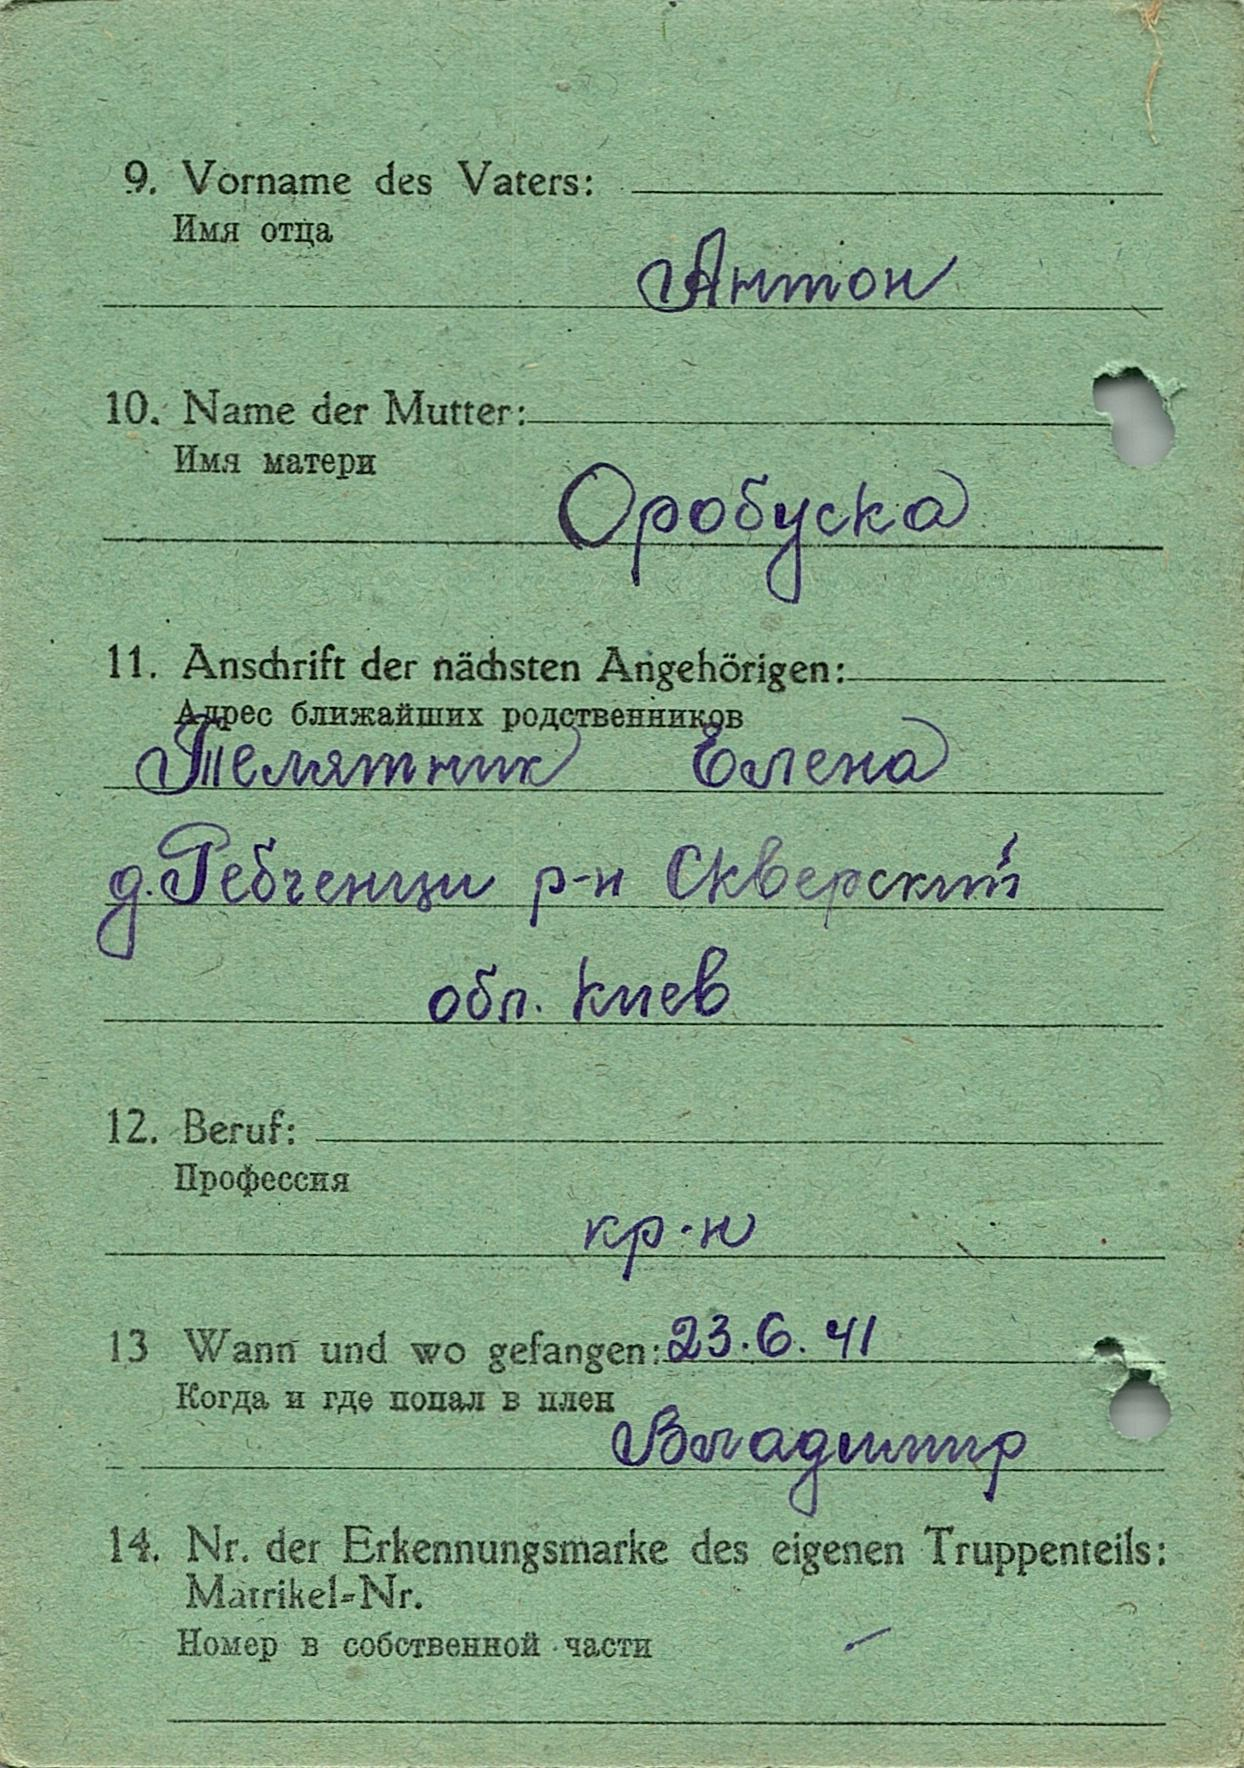 9. Vorname des Vaters:
Имя отца
Антон
10. Name der Mutter:
Имя матери
Оробуска
11. Anschrift der nächsten Angehörigen:
Адрес ближайших родственников
Телятник Елена
д. Ребченци р-н Скверский
обл. Киев
12. Beruf:
Профессия
кр-н
13 Wann und wo gefangen: 23.6.41
Когда и где попал в плен
Владимир
14. Nr. der Erkennungsmarke des eigenen Truppenteils:
Matrikel-Nr.
Номер в собственной части